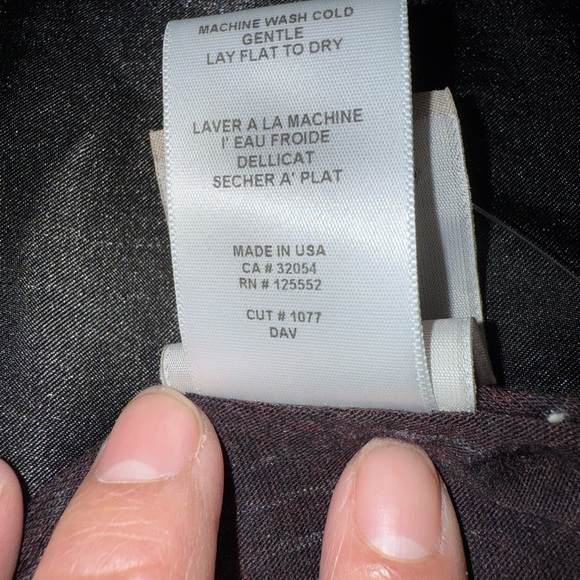 MACHINE WASH COLD
GENTLE
LAY FLAT TO DRY
LAVER A LA MACHINE
I' EAU FROIDE
DELLICAT
SECHER A' PLAT
MADE IN USA
CA # 32054
RN # 125552
CUT # 1077
DAV